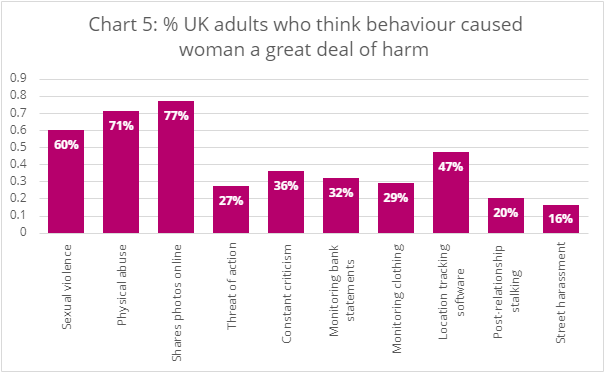 Chart 5: % UK adults who think behaviour caused
woman a great deal of harm
0.9
0.8
0.7
0.6
0.5
0.4
0.3
0.2
0.1
0
60%
71%
77%
27%
36%
32%
29%
47%
20%
16%
Sexual violence
Physical abuse
Shares photos online
Threat of action
Constant criticism
Monitoring bank
statements
Monitoring clothing
Location tracking
software
Post-relationship
stalking
Street harassment